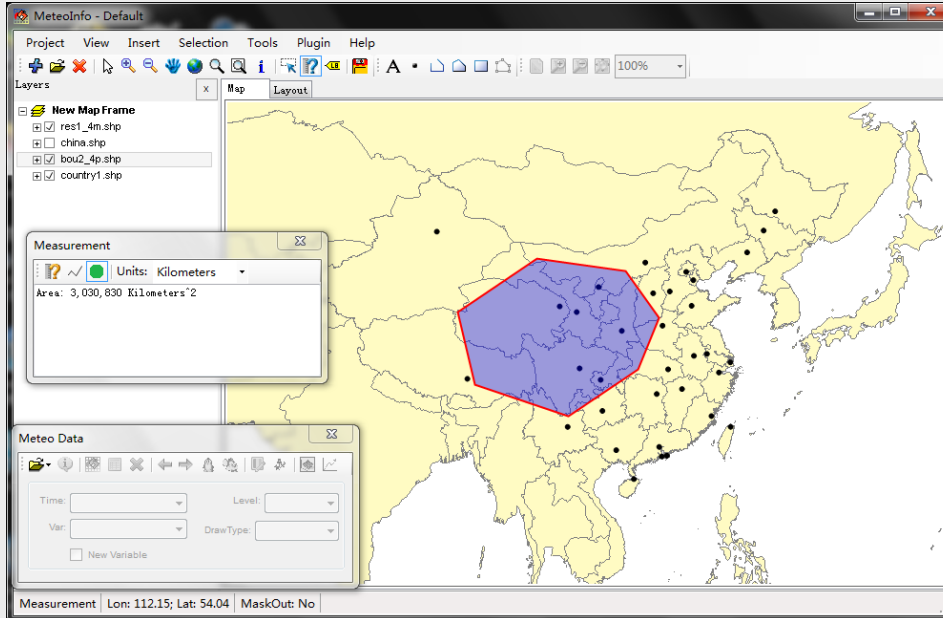 MeteoInfo - Default
Project View Insert Selection Tools Plugin Help
A LB 100%
Layers x Map Layout
New Map Frame
res1_4m.shp
china.shp
bou2_4p.shp
country1.shp
Measurement
Units: Kilometers
Area: 3,030,830 Kilometers^2
Meteo Data
Time: Level:
Var: DrawType:
New Variable
Measurement Lon: 112.15; Lat: 54.04 MaskOut: No